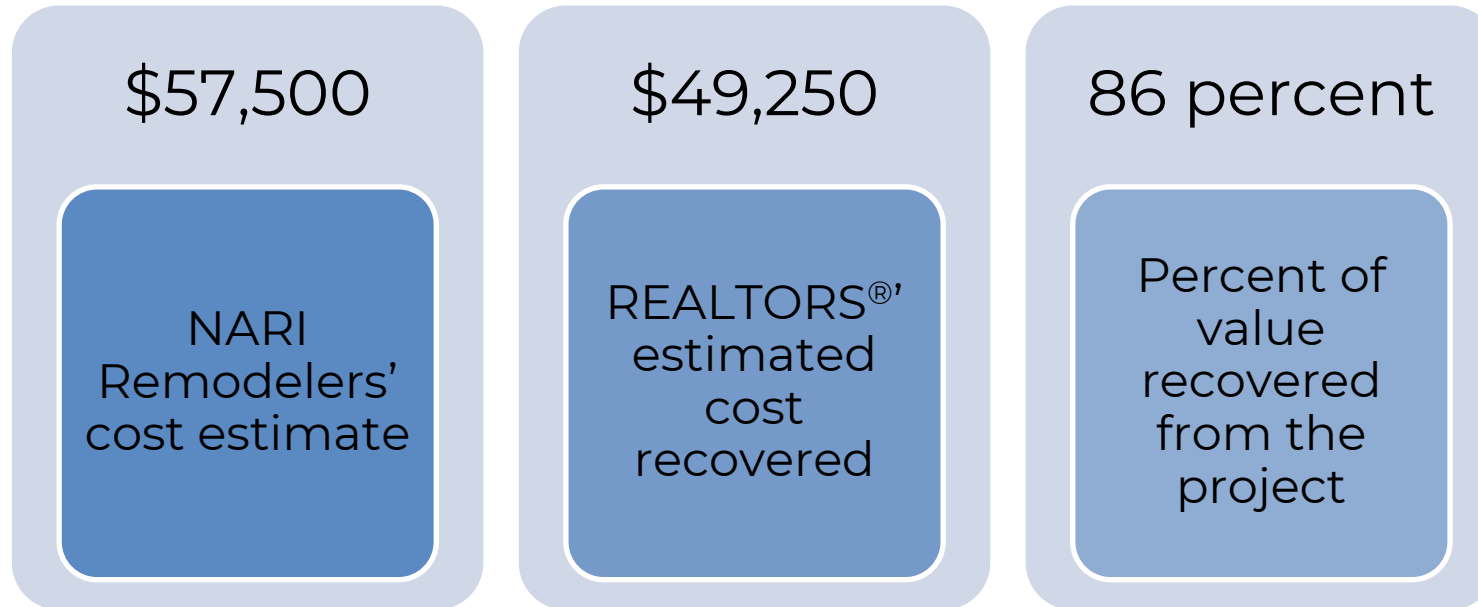 $57,500
NARI
Remodelers’
cost estimate
$49,250
REALTORS®’
estimated
cost
recovered
86 percent
Percent of
value
recovered
from the
project